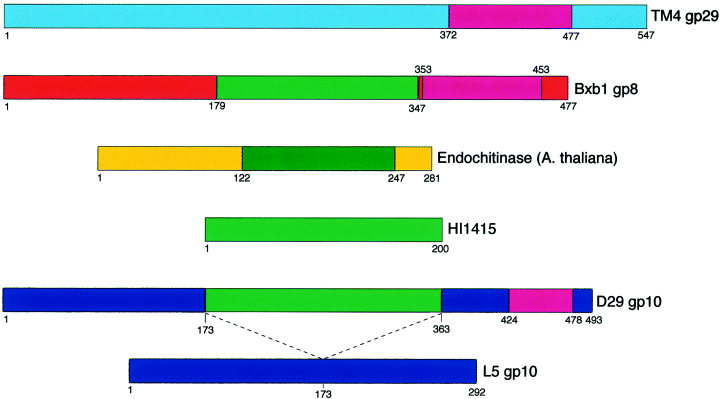 TM4 gp29
1 372 477 547
353 453
Bxb1 gp8
1 179 347 477
Endochitinase (A. thaliana)
1 122 247 281
HI1415
1 200
D29 gp10
1 173 363 424 478 493
L5 gp10
1 173 292